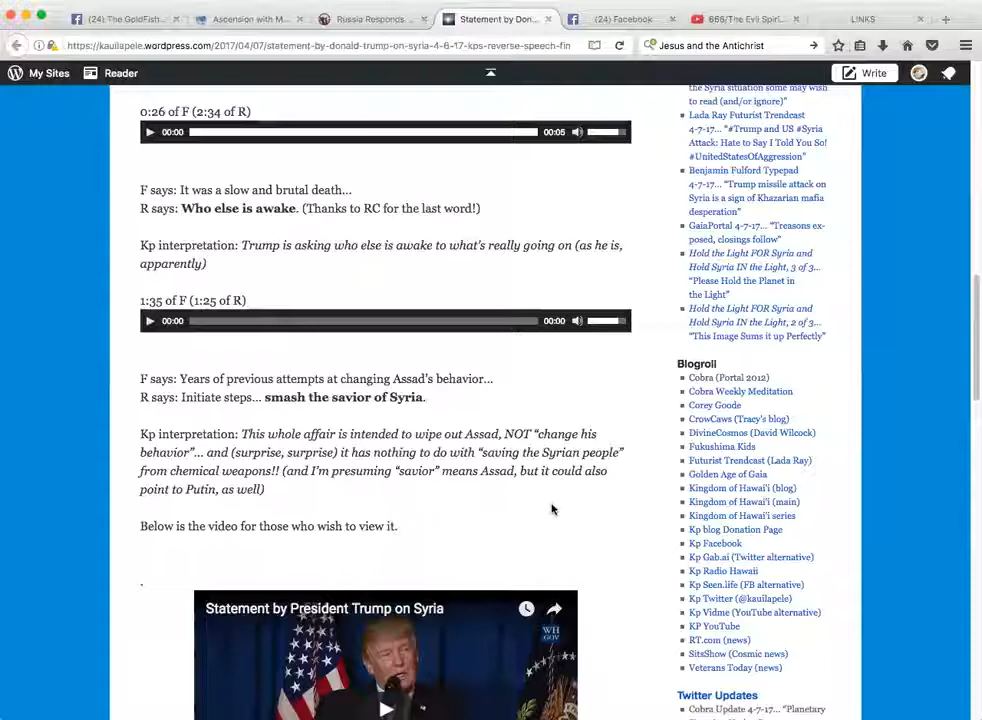 (24) The GoldFish...
Ascension with M...
Russia Responds...
Statement by Don...
(24) Facebook
666/The Evil Spiri...
LINKS
https://kauilapele.wordpress.com/2017/04/07/statement-by-donald-trump-on-syria-4-6-17-kps-reverse-speech-fin
Jesus and the Antichrist
My Sites
Reader
Write
0:26 of F (2:34 of R)
00:00
00:05
F says: It was a slow and brutal death...
R says: Who else is awake. (Thanks to RC for the last word!)
Kp interpretation: Trump is asking who else is awake to what's really going on (as he is,
apparently)
1:35 of F (1:25 of R)
00:00
00:00
F says: Years of previous attempts at changing Assad's behavior...
R says: Initiate steps... smash the savior of Syria.
Kp interpretation: This whole affair is intended to wipe out Assad, NOT "change his
behavior"... and (surprise, surprise) it has nothing to do with "saving the Syrian people"
from chemical weapons!! (and I'm presuming "savior" means Assad, but it could also
point to Putin, as well)
Below is the video for those who wish to view it.
.
Statement by President Trump on Syria
WH
GOV
the Syria situation some may wish
to read (and/or ignore)"
Lada Ray Futurist Trendcast
4-7-17... "#Trump and US #Syria
Attack: Hate to Say I Told You So!
#UnitedStatesOfAggression"
Benjamin Fulford Typepad
4-7-17... "Trump missile attack on
Syria is a sign of Khazarian mafia
desperation"
GaiaPortal 4-7-17... "Treasons ex-
posed, closings follow"
Hold the Light FOR Syria and
Hold Syria IN the Light, 3 of 3...
"Please Hold the Planet in
the Light"
Hold the Light FOR Syria and
Hold Syria IN the Light, 2 of 3...
"This Image Sums it up Perfectly"
Blogroll
Cobra (Portal 2012)
Cobra Weekly Meditation
Corey Goode
CrowCaws (Tracy's blog)
DivineCosmos (David Wilcock)
Fukushima Kids
Futurist Trendcast (Lada Ray)
Golden Age of Gaia
Kingdom of Hawai'i (blog)
Kingdom of Hawai'i (main)
Kingdom of Hawai'i series
Kp blog Donation Page
Kp Facebook
Kp Gab.ai (Twitter alternative)
Kp Radio Hawaii
Kp Seen.life (FB alternative)
Kp Twitter (@kauilapele)
Kp Vidme (YouTube alternative)
KP YouTube
RT.com (news)
SitsShow (Cosmic news)
Veterans Today (news)
Twitter Updates
Cobra Update 4-7-17... "Planetary